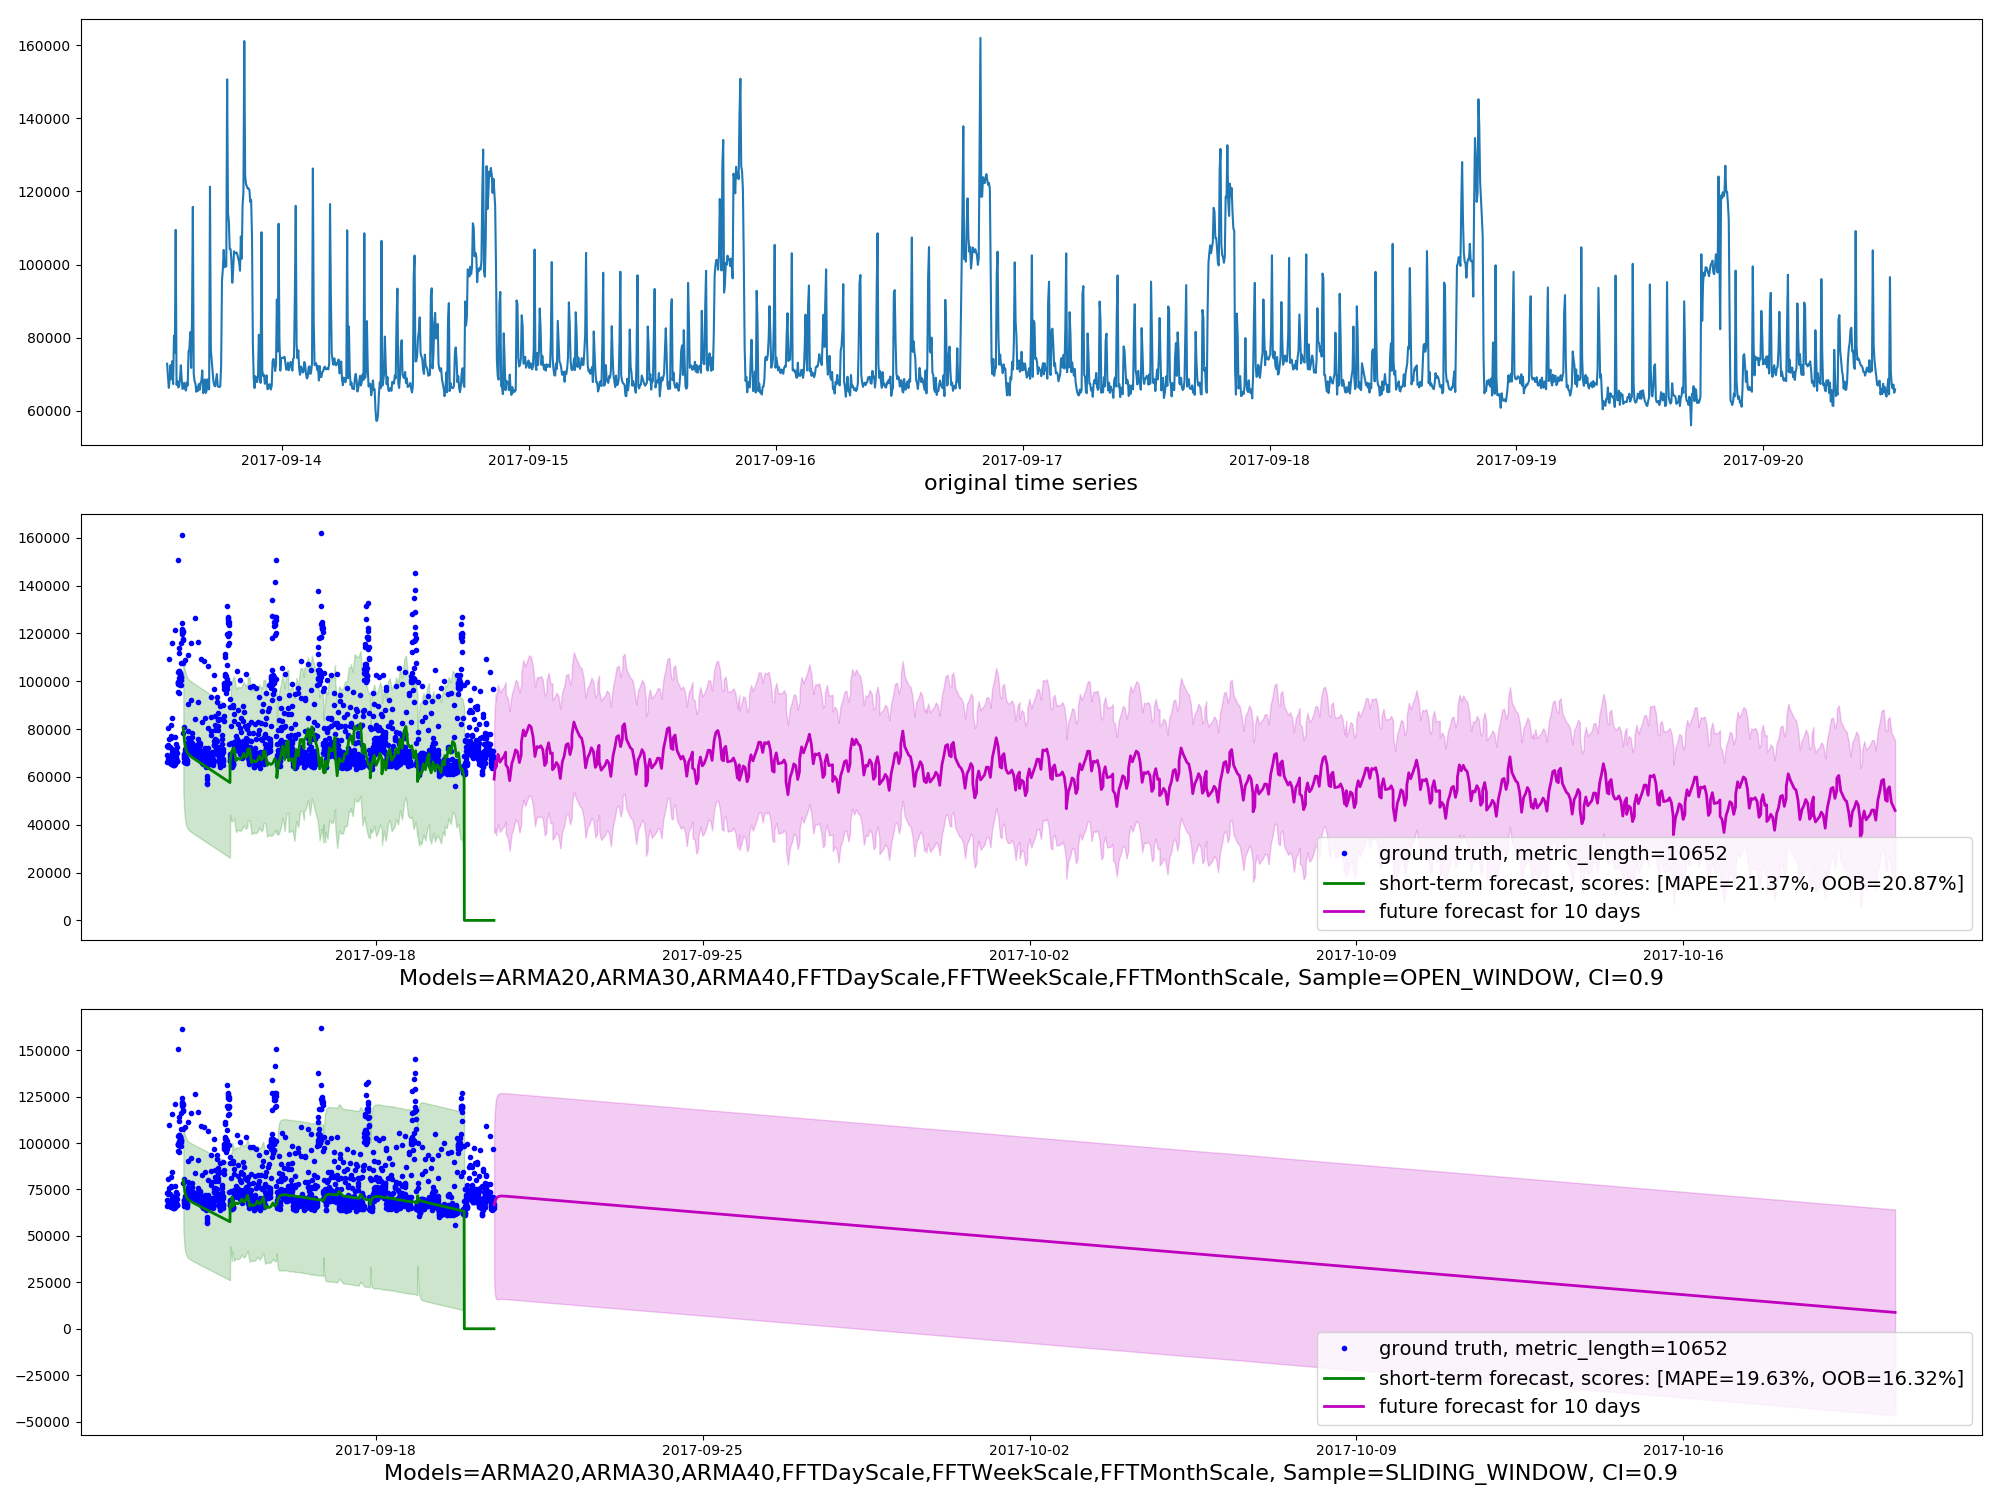 160000
140000
120000
100000
80000
60000
2017-09-14 2017-09-15 2017-09-16 2017-09-17 2017-09-18 2017-09-19 2017-09-20
original time series
160000
140000
120000
100000
80000
60000
40000
20000
0
ground truth, metric_length=10652
short-term forecast, scores: [MAPE=21.37%, OOB=20.87%]
future forecast for 10 days
2017-09-18 2017-09-25 2017-10-02 2017-10-09 2017-10-16
Models=ARMA20,ARMA30,ARMA40,FFTDayScale,FFTWeekScale,FFTMonthScale, Sample=OPEN_WINDOW, CI=0.9
150000
125000
100000
75000
50000
25000
0
−25000
−50000
ground truth, metric_length=10652
short-term forecast, scores: [MAPE=19.63%, OOB=16.32%]
future forecast for 10 days
2017-09-18 2017-09-25 2017-10-02 2017-10-09 2017-10-16
Models=ARMA20,ARMA30,ARMA40,FFTDayScale,FFTWeekScale,FFTMonthScale, Sample=SLIDING_WINDOW, CI=0.9